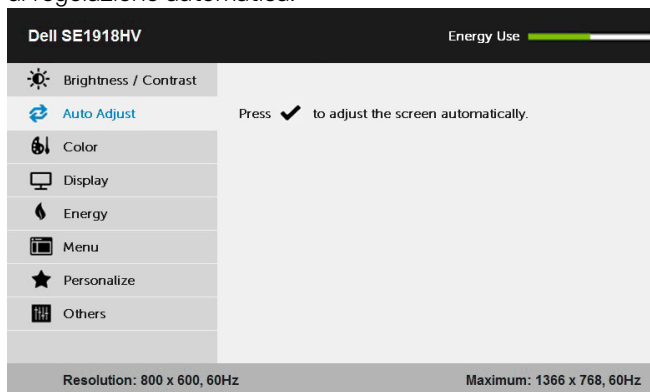 di regolazione automatica.
Dell SE1918HV
Energy Use
Brightness / Contrast
Auto Adjust
Press ✔ to adjust the screen automatically.
Color
Display
Energy
Menu
Personalize
Others
Resolution: 800 x 600, 60Hz
Maximum: 1366 x 768, 60Hz